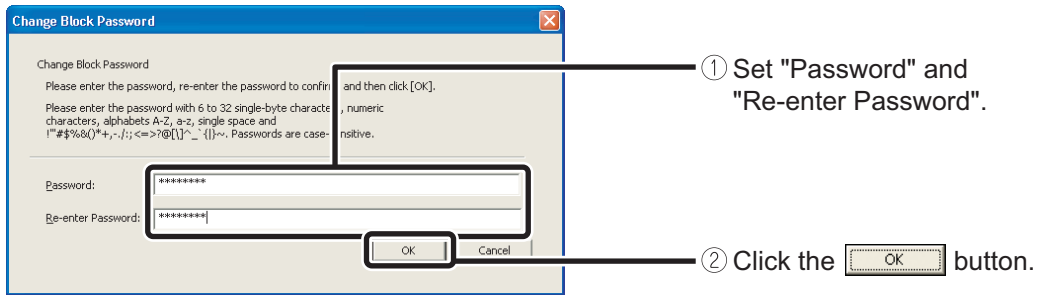 Change Block Password
Change Block Password
Please enter the password, re-enter the password to confirm and then click [OK].
Please enter the password with 6 to 32 single-byte character, numeric
characters, alphabets A-Z, a-z, single space and
!"#$%&()*+,-./:;<=>?@[\]^_`{|}~. Passwords are case- nsitive.
Password: ********
Re-enter Password: ********
OK Cancel
① Set "Password" and
"Re-enter Password".
② Click the OK button.